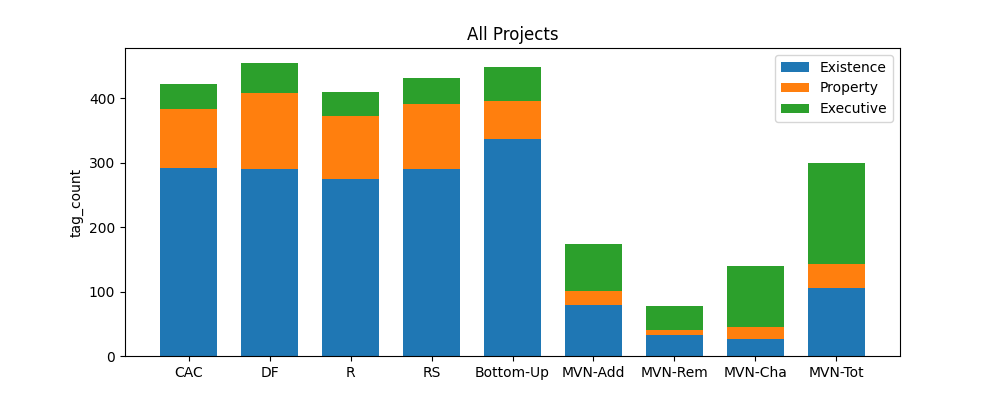 All Projects
Existence
Property
Executive
tag_count
400
300
200
100
0
CAC DF R RS Bottom-Up MVN-Add MVN-Rem MVN-Cha MVN-Tot